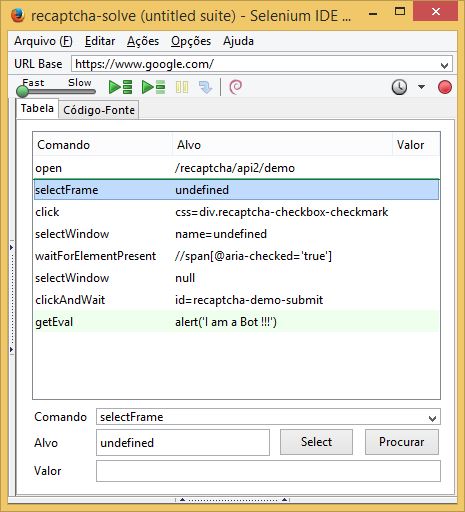 recaptcha-solve (untitled suite) - Selenium IDE ...
Arquivo (F) Editar Ações Opções Ajuda
URL Base https://www.google.com/
Fast Slow
Tabela Código-Fonte
Comando Alvo Valor
open /recaptcha/api2/demo
selectFrame undefined
click css=div.recaptcha-checkbox-checkmark
selectWindow name=undefined
waitForElementPresent //span[@aria-checked='true']
selectWindow null
clickAndWait id=recaptcha-demo-submit
getEval alert('I am a Bot !!!')
Comando selectFrame
Alvo undefined Select Procurar
Valor